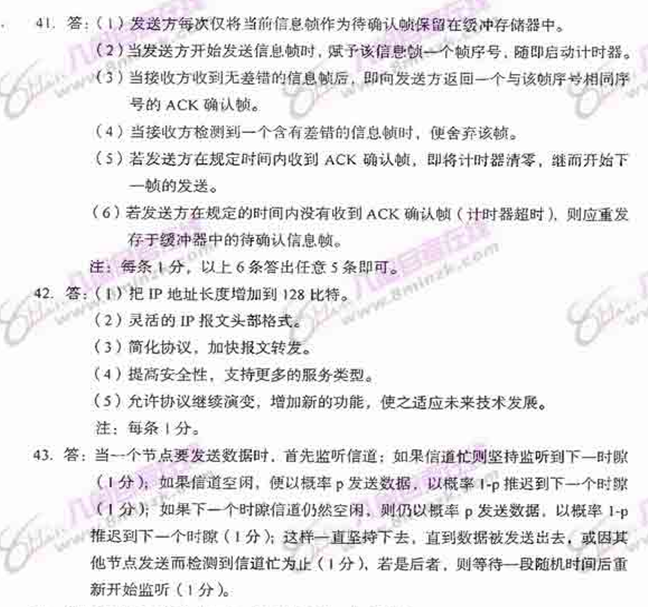 41. 答:(1)发送方每次仅将当前信息帧作为待确认帧保留在缓冲存储器中。
(2)当发送方开始发送信息帧时,赋予该信息帧一个帧序号,随即启动计时器。
(3)当接收方收到无差错的信息帧后,即向发送方返回一个与该帧序号相同序
号的 ACK 确认帧。
(4)当接收方检测到一个含有差错的信息帧时,便舍弃该帧。
(5)若发送方在规定时间内收到 ACK 确认帧,即将计时器清零,继而开始下
一帧的发送。
(6)若发送方在规定的时间内没有收到 ACK 确认帧(计时器超时),则应重发
存于缓冲器中的待确认信息帧。
注:每条 1 分,以上 6 条答出任意 5 条即可。
42. 答:(1)把 IP 地址长度增加到 128 比特。
(2)灵活的 IP 报文头部格式。
(3)简化协议,加快报文转发。
(4)提高安全性,支持更多的服务类型。
(5)允许协议继续演变,增加新的功能,使之适应未来技术发展。
注:每条 1 分。
43. 答:当一个节点要发送数据时,首先监听信道;如果信道忙则坚持监听到下一时隙
(1 分);如果信道空闲,便以概率 p 发送数据,以概率 1-p 推迟到下一个时隙
(1 分);如果下一个时隙信道仍然空闲,则仍以概率 p 发送数据,以概率 1-p
推迟到下一个时隙(1 分);这样一直坚持下去,直到数据被发送出去,或因其
他节点发送而检测到信道忙为止(1 分),若是后者,则等待一段随机时间后重
新开始监听(1 分)。